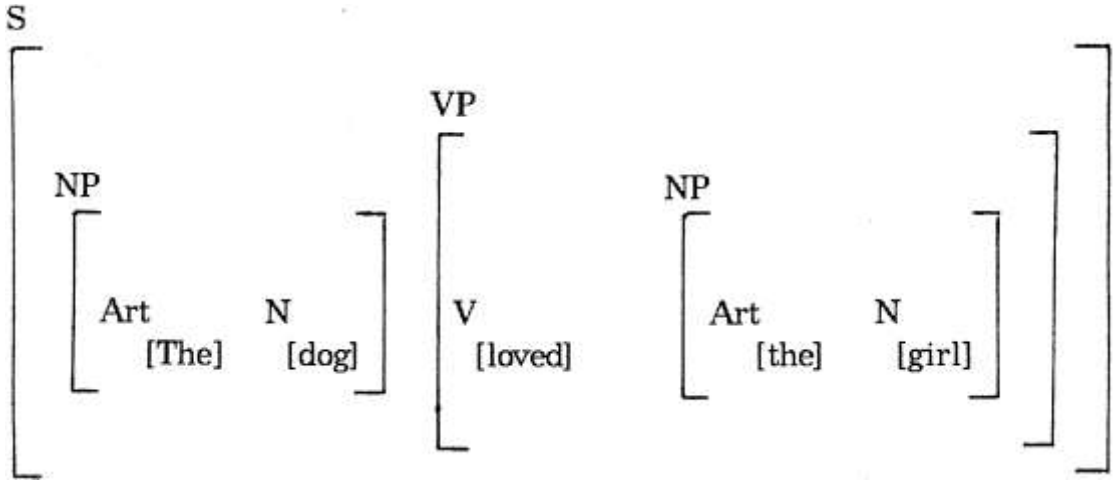 S
VP
NP NP
Art N V Art N
[The] [dog] [loved] [the] [girl]